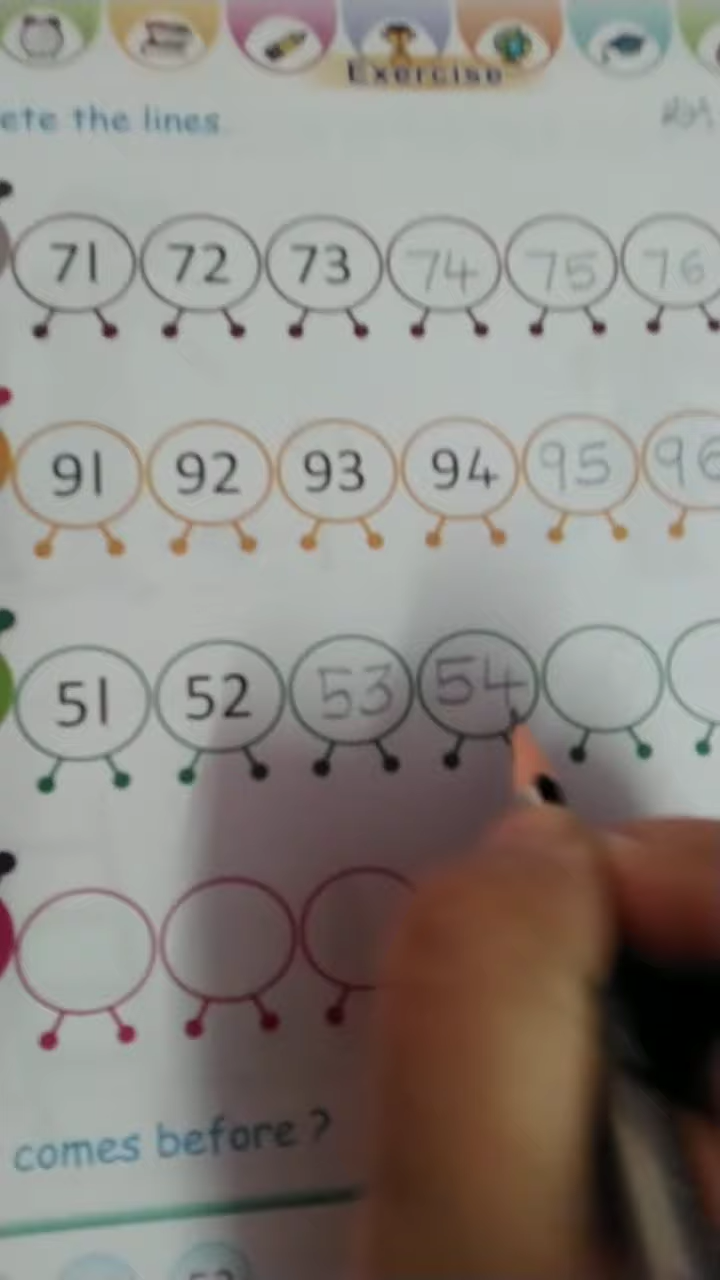 Exercise
ete the lines.
71 72 73 74 75 76
91 92 93 94 95 96
51 52 53 54
comes before ?